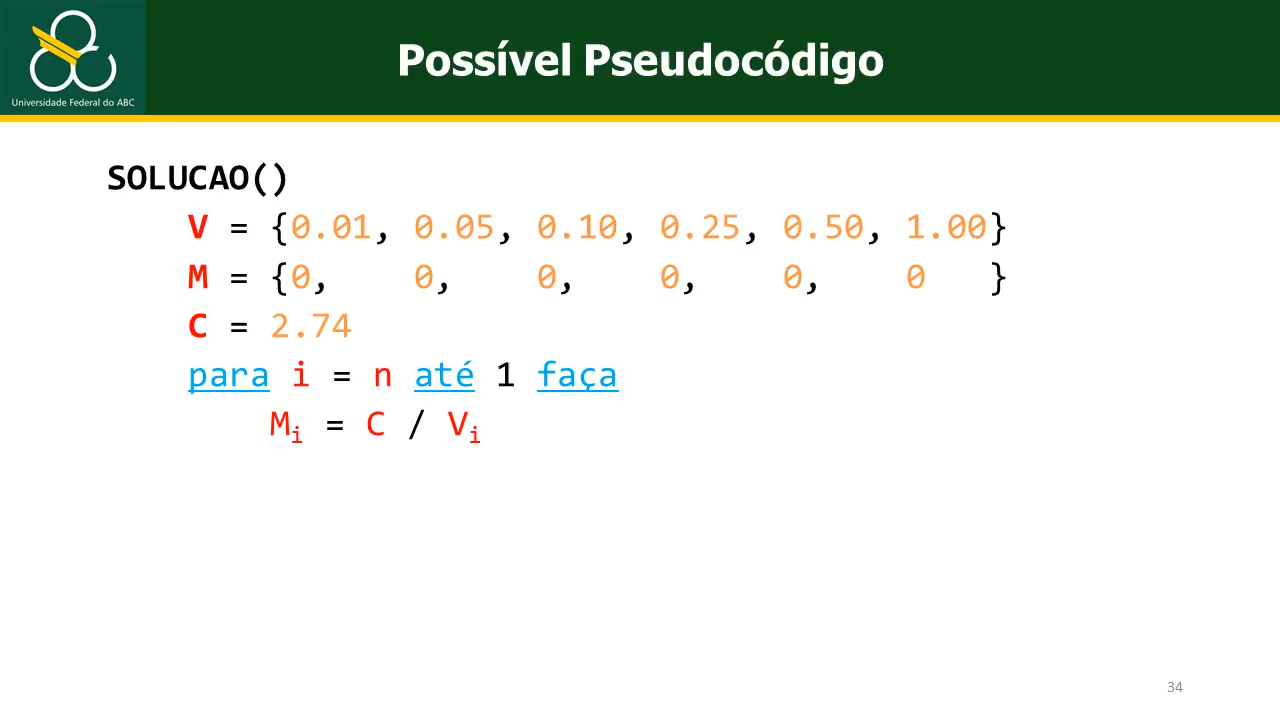 Universidade Federal do ABC
Possível Pseudocódigo
SOLUCAO()
V = {0.01, 0.05, 0.10, 0.25, 0.50, 1.00}
M = {0, 0, 0, 0, 0, 0 }
C = 2.74
para i = n até 1 faça
Mi = C / Vi
34